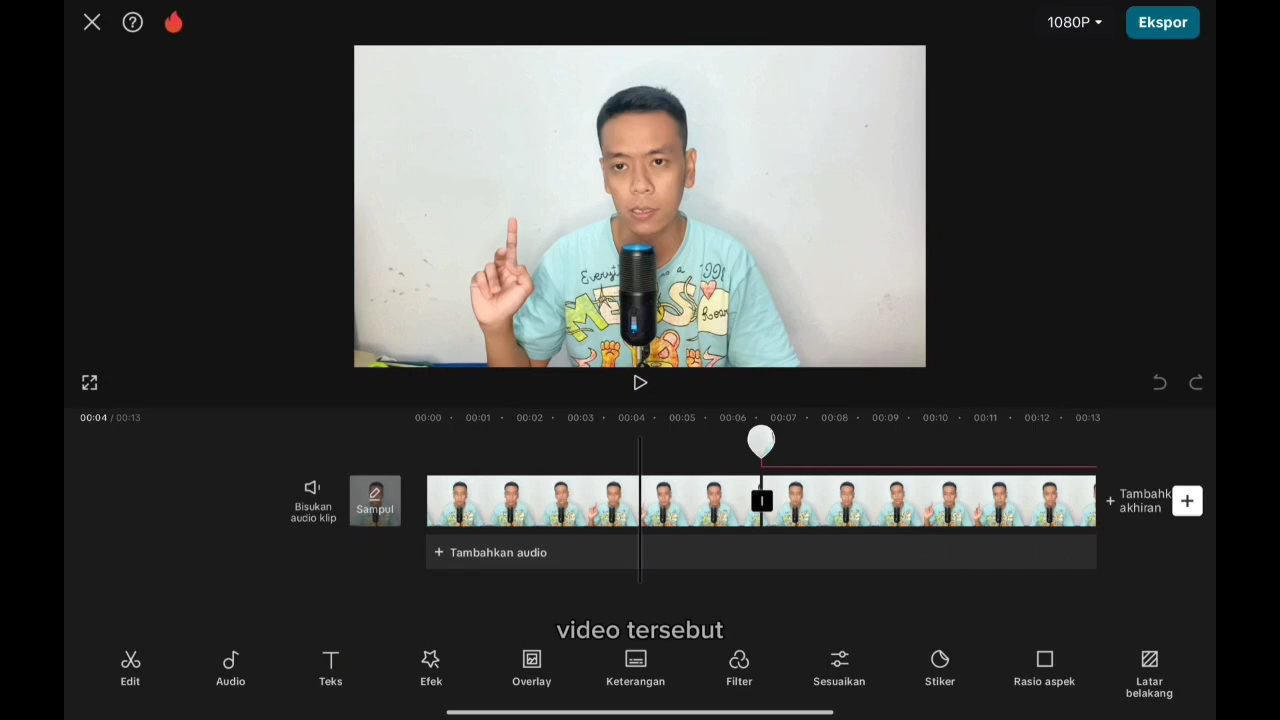 1080P
Ekspor
Everyt
s a
1991
Roar
00:04 / 00:13
00:00
00:01
00:02
00:03
00:04
00:05
00:06
00:07
00:08
00:09
00:10
00:11
00:12
00:13
Bisukan
audio klip
Sampul
+ Tambahkan audio
+ Tambahk
akhiran
video tersebut
Edit
Audio
Teks
Efek
Overlay
Keterangan
Filter
Sesuaikan
Stiker
Rasio aspek
Latar
belakang